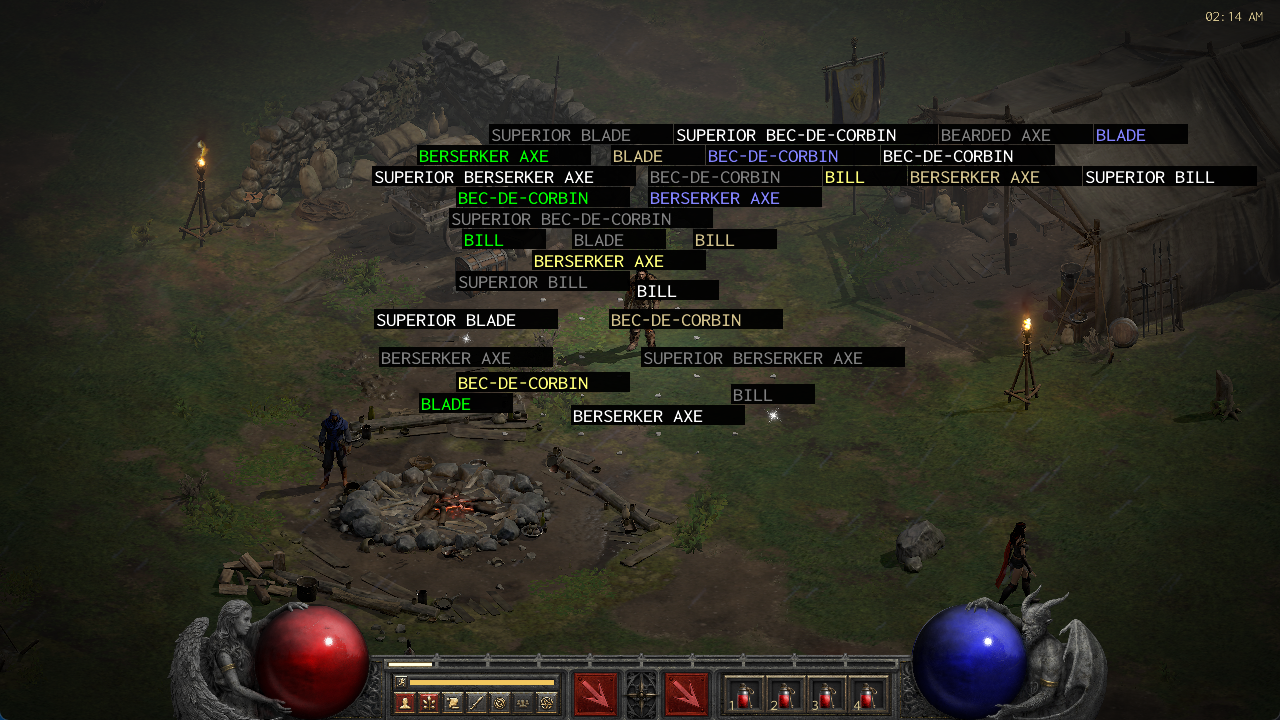 02:14 AM
SUPERIOR BLADE SUPERIOR BEC-DE-CORBIN BEARDED AXE BLADE
BERSERKER AXE BLADE BEC-DE-CORBIN BEC-DE-CORBIN
SUPERIOR BERSERKER AXE BEC-DE-CORBIN BILL BERSERKER AXE SUPERIOR BILL
BEC-DE-CORBIN BERSERKER AXE
SUPERIOR BEC-DE-CORBIN
BILL BLADE BILL
BERSERKER AXE
SUPERIOR BILL
BILL
SUPERIOR BLADE BEC-DE-CORBIN
BERSERKER AXE SUPERIOR BERSERKER AXE
BEC-DE-CORBIN
BILL
BLADE
BERSERKER AXE
1 2 3 4